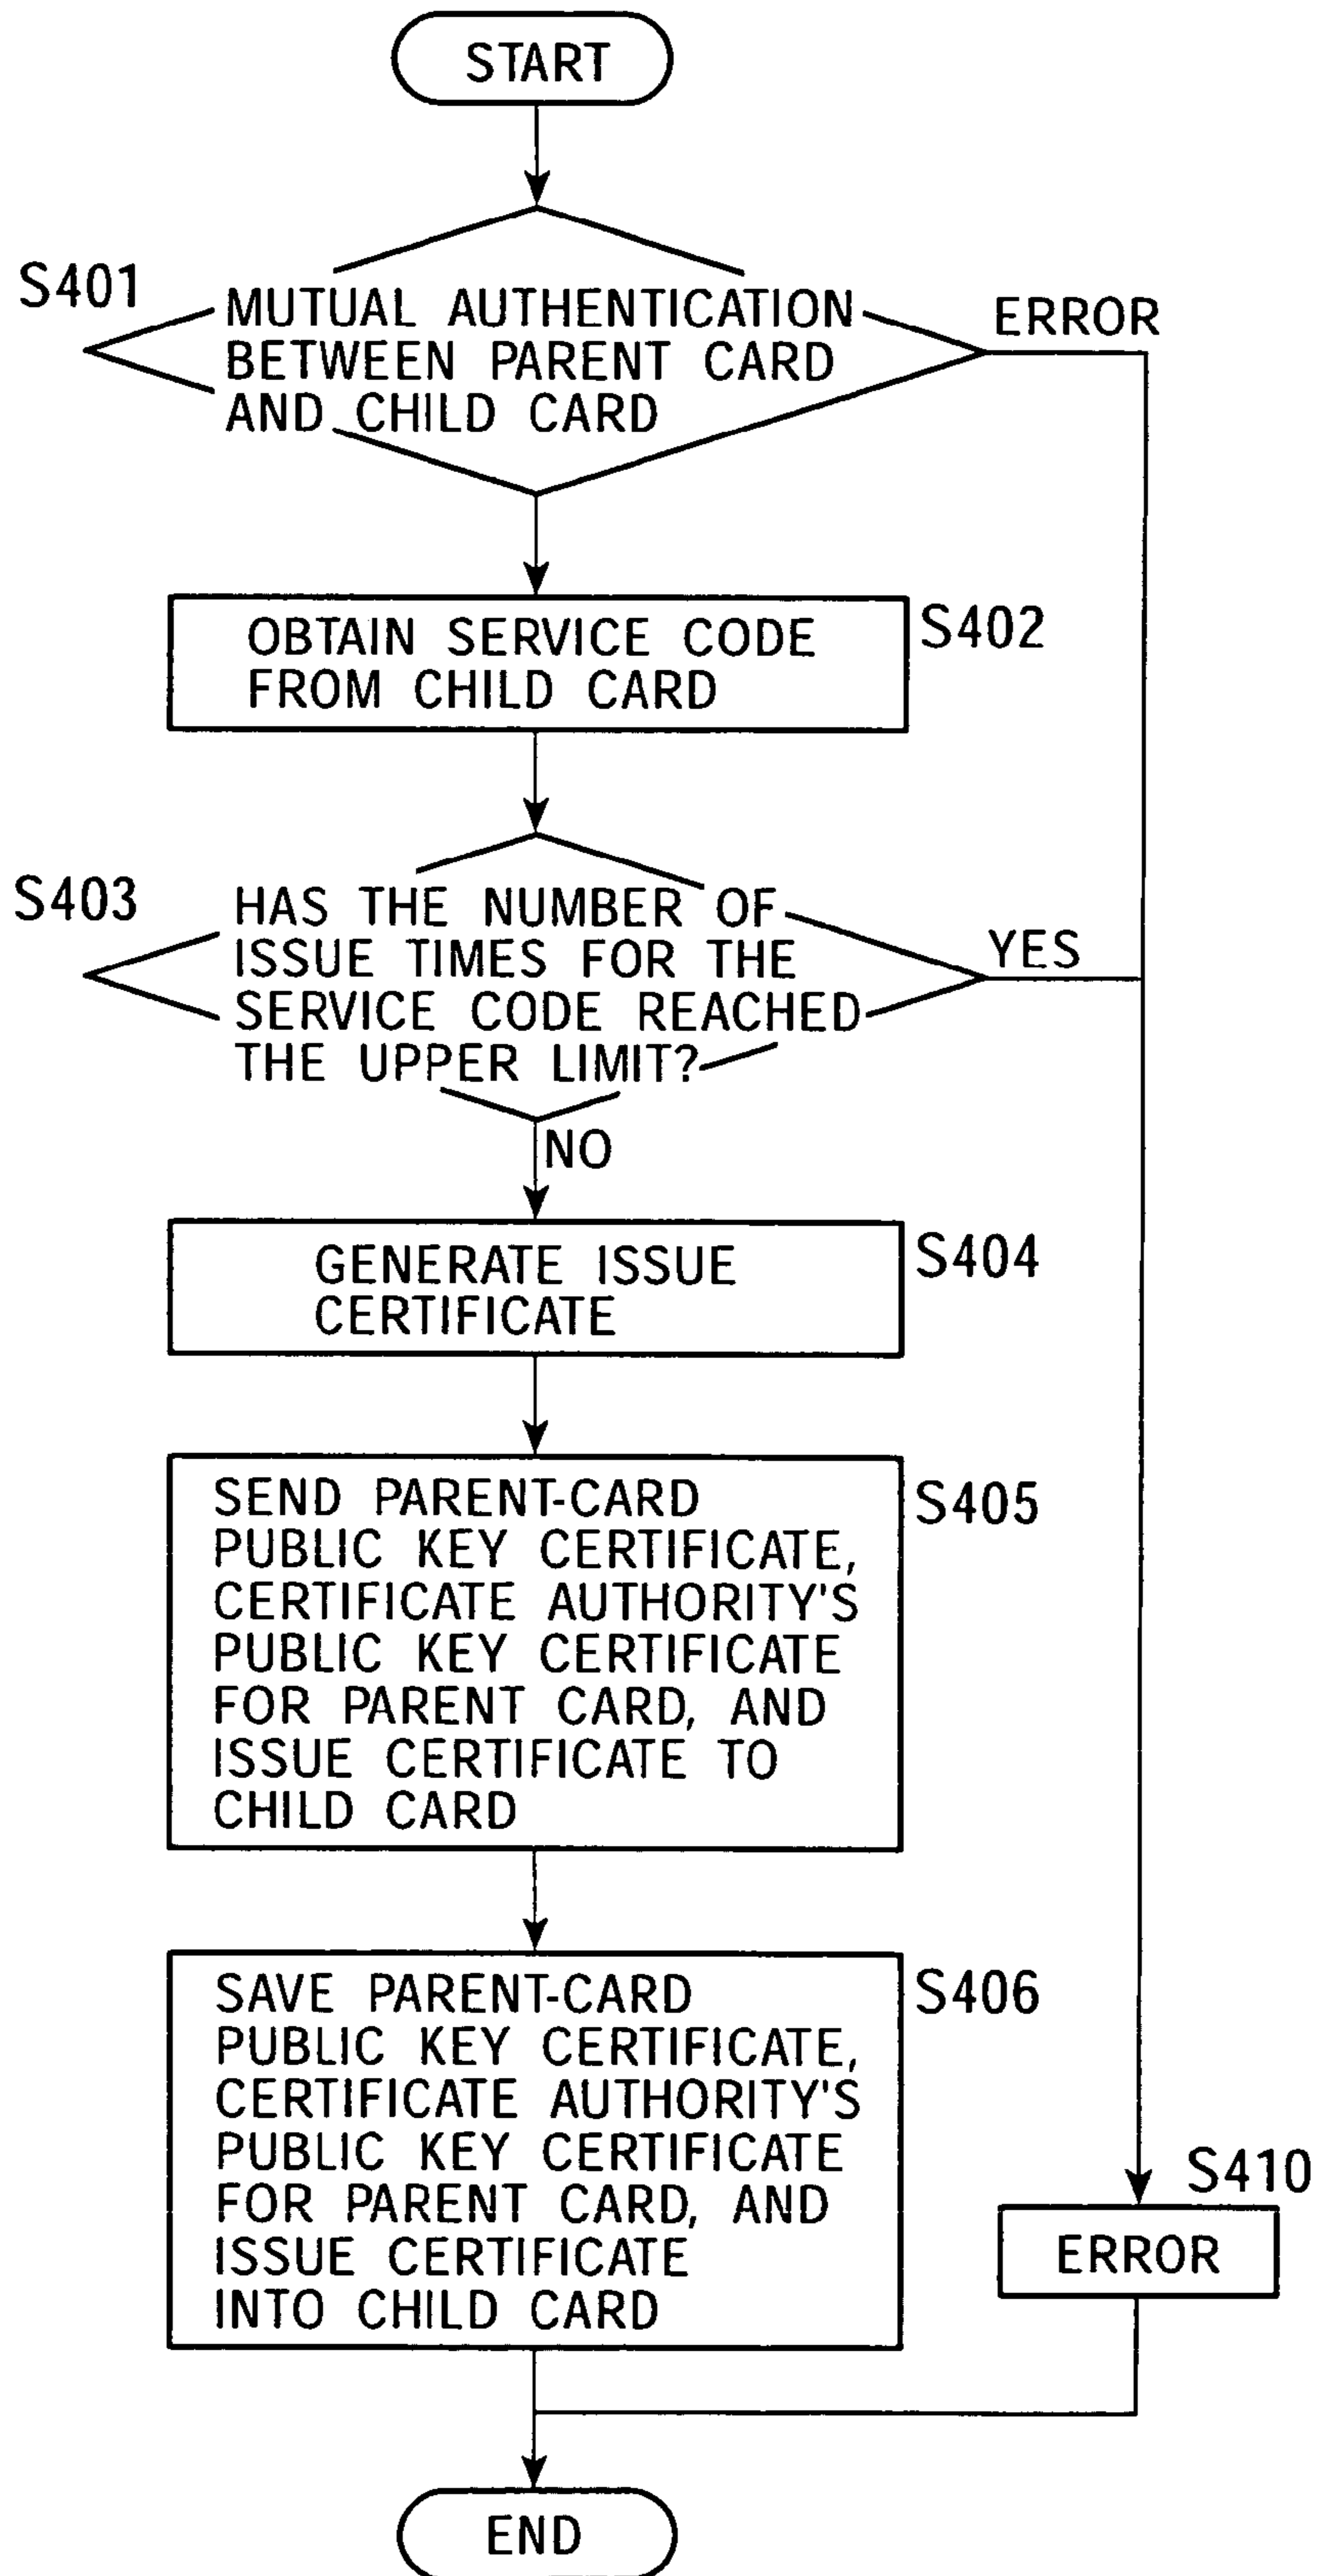 START
S401
MUTUAL AUTHENTICATION
BETWEEN PARENT CARD
AND CHILD CARD
ERROR
OBTAIN SERVICE CODE
FROM CHILD CARD
S402
S403
HAS THE NUMBER OF
ISSUE TIMES FOR THE
SERVICE CODE REACHED
THE UPPER LIMIT?
YES
NO
GENERATE ISSUE
CERTIFICATE
S404
SEND PARENT-CARD
PUBLIC KEY CERTIFICATE,
CERTIFICATE AUTHORITY'S
PUBLIC KEY CERTIFICATE
FOR PARENT CARD, AND
ISSUE CERTIFICATE TO
CHILD CARD
S405
SAVE PARENT-CARD
PUBLIC KEY CERTIFICATE,
CERTIFICATE AUTHORITY'S
PUBLIC KEY CERTIFICATE
FOR PARENT CARD, AND
ISSUE CERTIFICATE
INTO CHILD CARD
S406
S410
ERROR
END